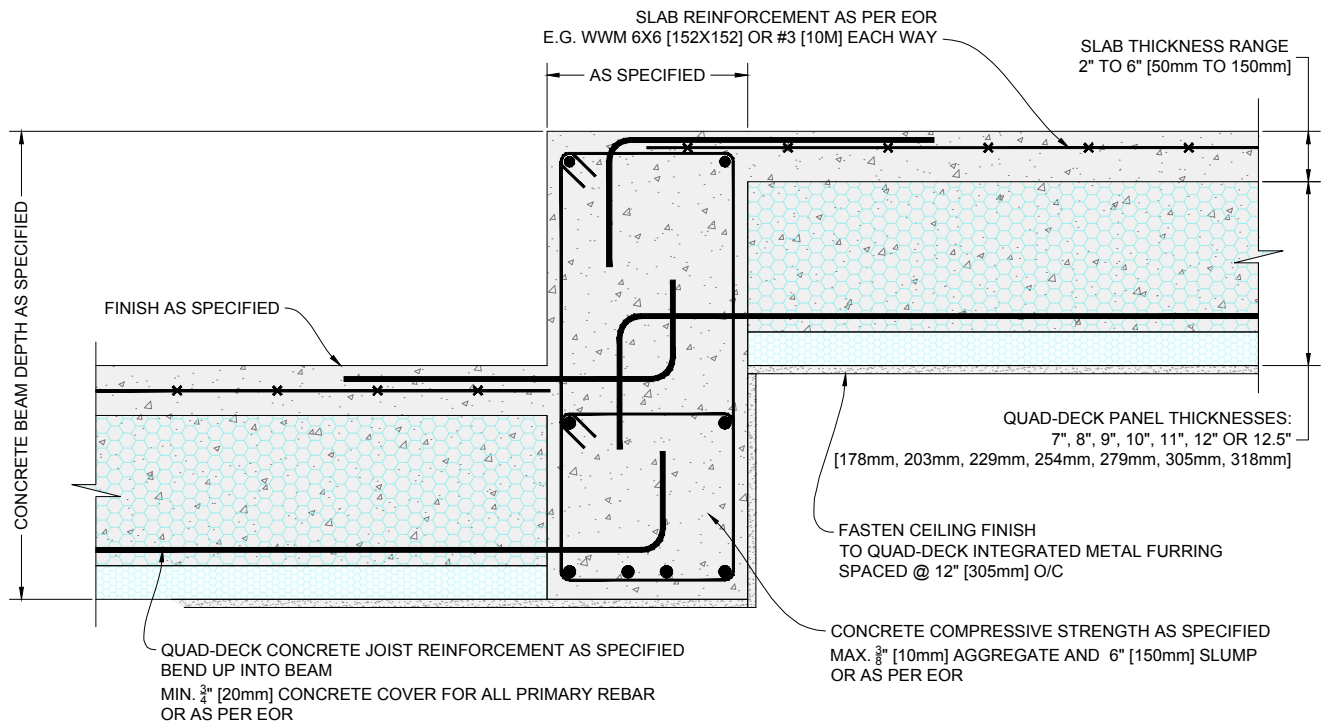 SLAB REINFORCEMENT AS PER EOR
E.G. WWM 6X6 [152X152] OR #3 [10M] EACH WAY
SLAB THICKNESS RANGE
2" TO 6" [50mm TO 150mm]
AS SPECIFIED
CONCRETE BEAM DEPTH AS SPECIFIED
FINISH AS SPECIFIED
QUAD-DECK PANEL THICKNESSES:
7", 8", 9", 10", 11", 12" OR 12.5"
[178mm, 203mm, 229mm, 254mm, 279mm, 305mm, 318mm]
FASTEN CEILING FINISH
TO QUAD-DECK INTEGRATED METAL FURRING
SPACED @ 12" [305mm] O/C
CONCRETE COMPRESSIVE STRENGTH AS SPECIFIED
MAX. 3/8" [10mm] AGGREGATE AND 6" [150mm] SLUMP
OR AS PER EOR
QUAD-DECK CONCRETE JOIST REINFORCEMENT AS SPECIFIED
BEND UP INTO BEAM
MIN. 3/4" [20mm] CONCRETE COVER FOR ALL PRIMARY REBAR
OR AS PER EOR